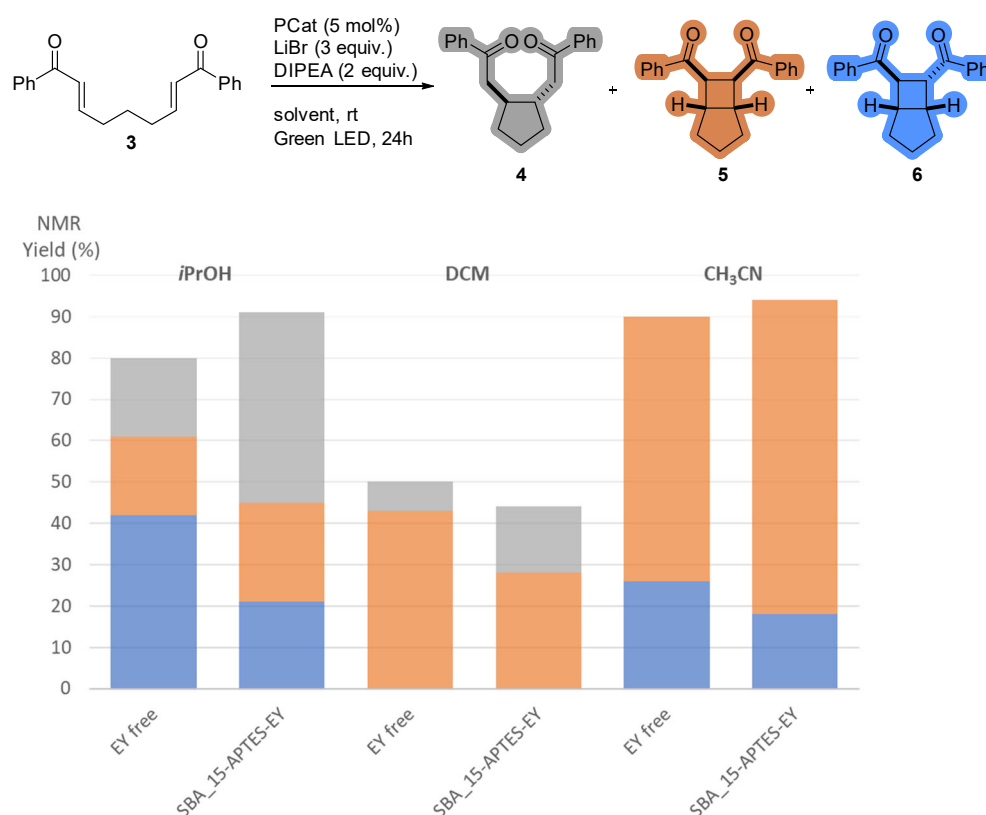 O
O
Ph
Ph
3
PCat (5 mol%)
LiBr (3 equiv.)
DIPEA (2 equiv.)
solvent, rt
Green LED, 24h
Ph
O
O
Ph
4
+
O
O
Ph
Ph
H
H
5
+
O
O
Ph
Ph
H
H
6
NMR
Yield (%)
100
90
80
70
60
50
40
30
20
10
0
iPrOH
DCM
CH₃CN
EY free
SBA_15-APTES-EY
EY free
SBA_15-APTES-EY
EY free
SBA_15-APTES-EY